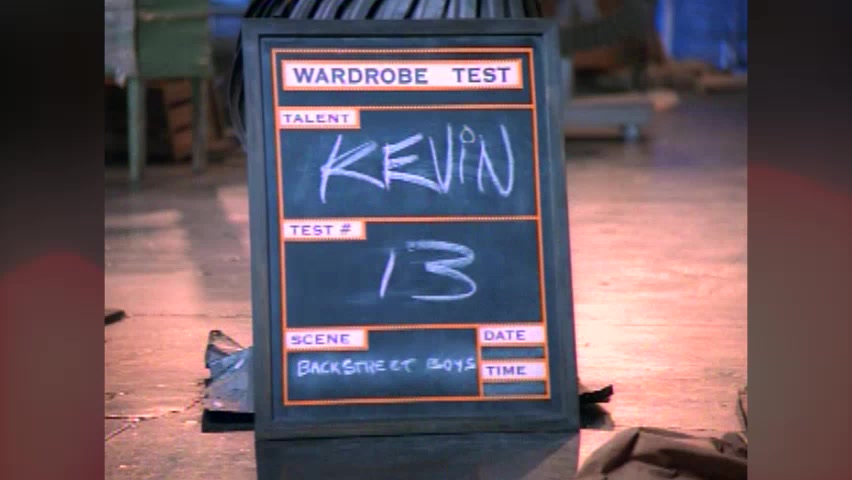 WARDROBE TEST
TALENT
KEViN
TEST #
13
SCENE
BACKSTREET BOYS
DATE
TIME